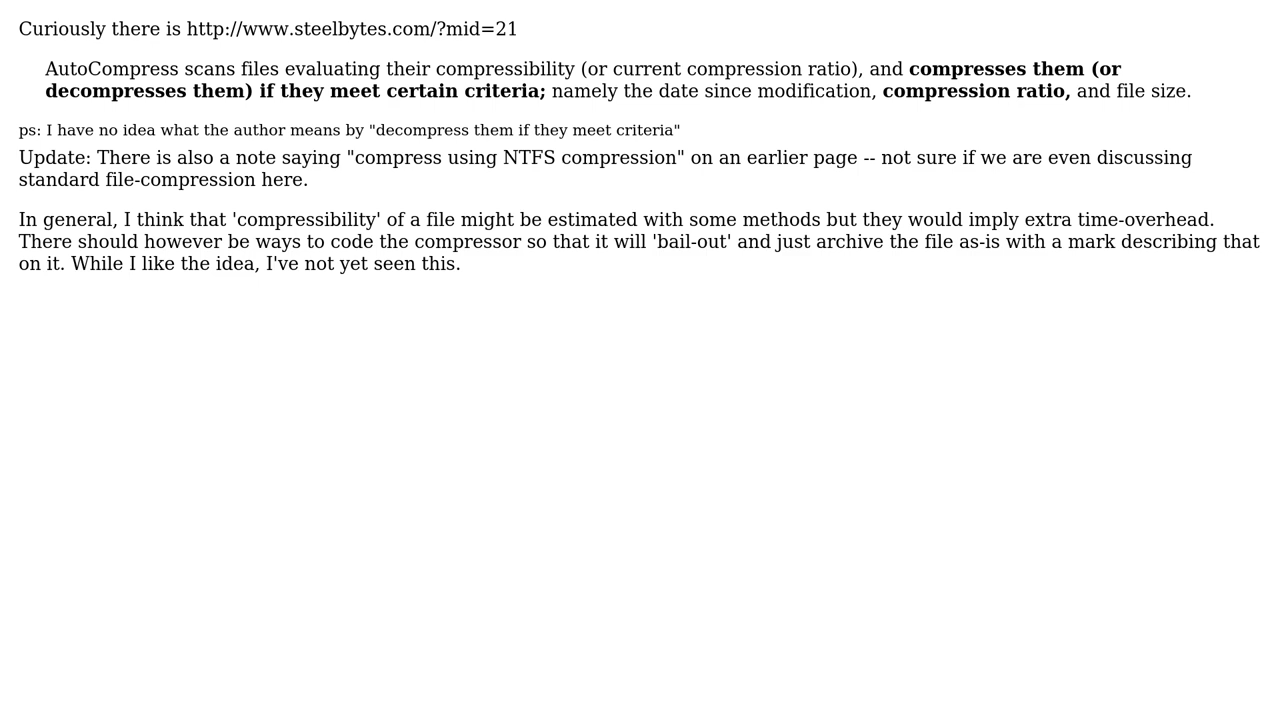 Curiously there is http://www.steelbytes.com/?mid=21
AutoCompress scans files evaluating their compressibility (or current compression ratio), and compresses them (or
decompresses them) if they meet certain criteria; namely the date since modification, compression ratio, and file size.
ps: I have no idea what the author means by "decompress them if they meet criteria"
Update: There is also a note saying "compress using NTFS compression" on an earlier page -- not sure if we are even discussing
standard file-compression here.
In general, I think that 'compressibility' of a file might be estimated with some methods but they would imply extra time-overhead.
There should however be ways to code the compressor so that it will 'bail-out' and just archive the file as-is with a mark describing that
on it. While I like the idea, I've not yet seen this.